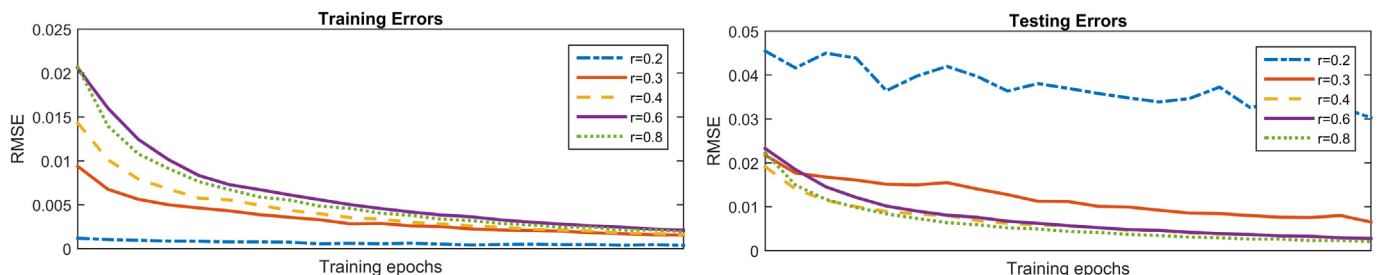 Training Errors
0.025
0.02
0.015
0.01
0.005
0
RMSE
Training epochs
r=0.2
r=0.3
r=0.4
r=0.6
r=0.8
Testing Errors
0.05
0.04
0.03
0.02
0.01
0
RMSE
Training epochs
r=0.2
r=0.3
r=0.4
r=0.6
r=0.8